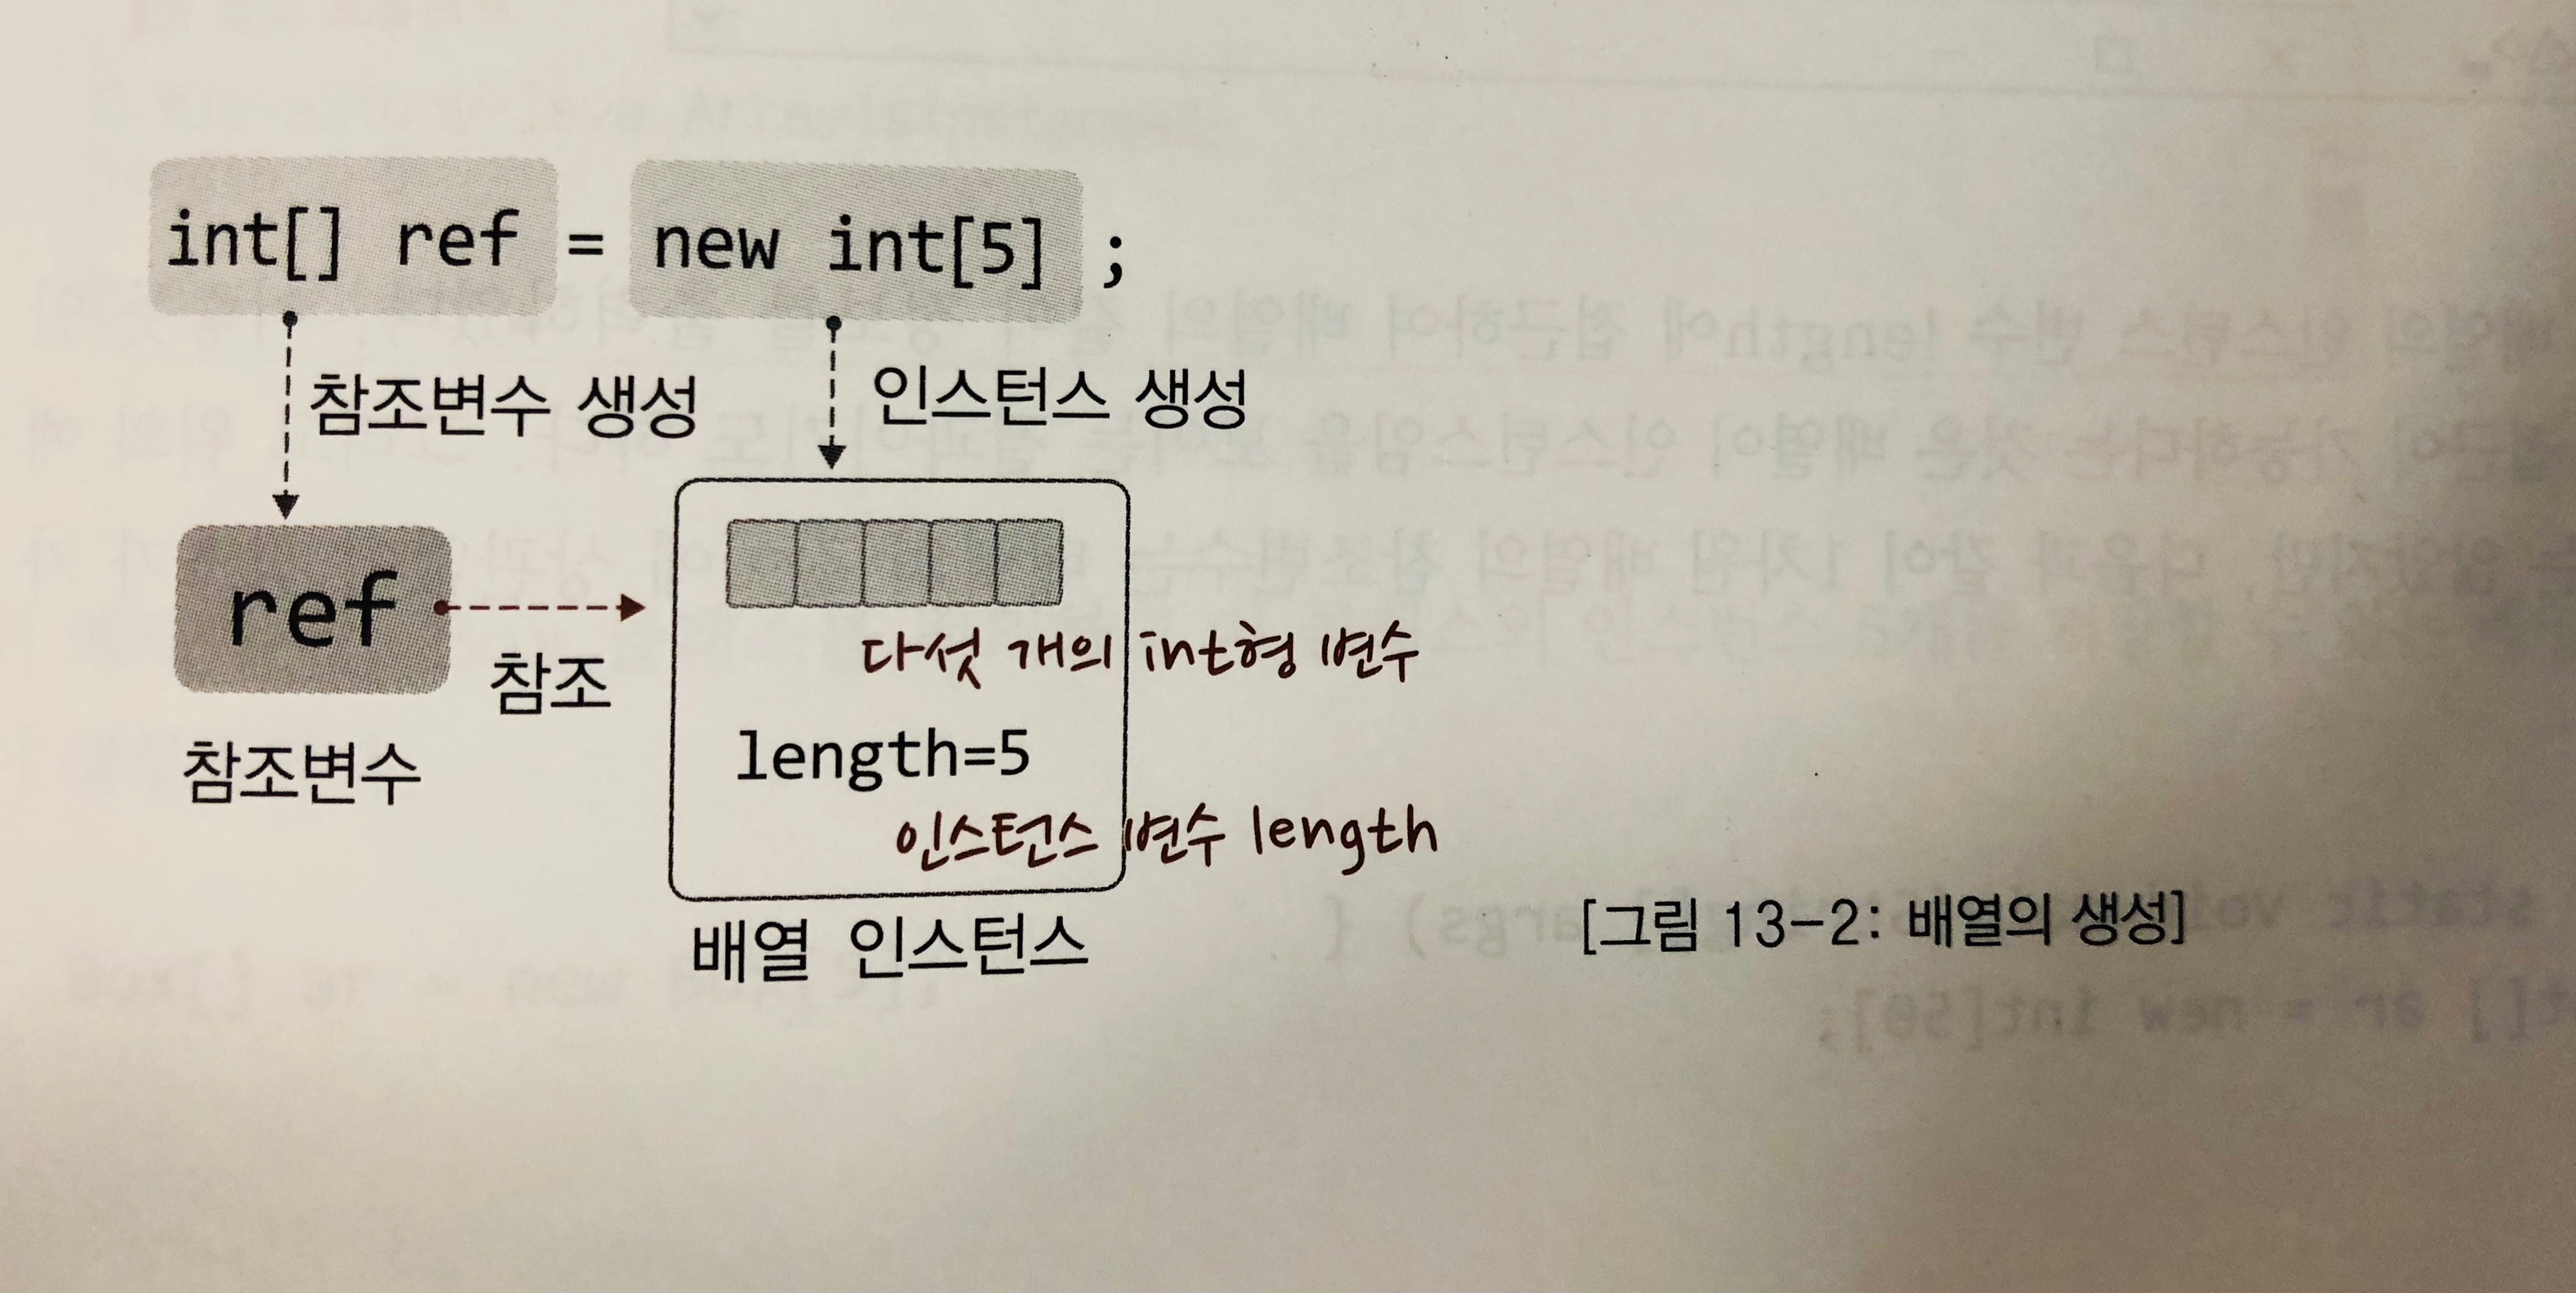 int[] ref = new int[5] ;
참조변수 생성
인스턴스 생성
ref
참조
다섯 개의 int형 변수
참조변수
length=5
인스턴스 변수 length
배열 인스턴스
[그림 13-2: 배열의 생성]